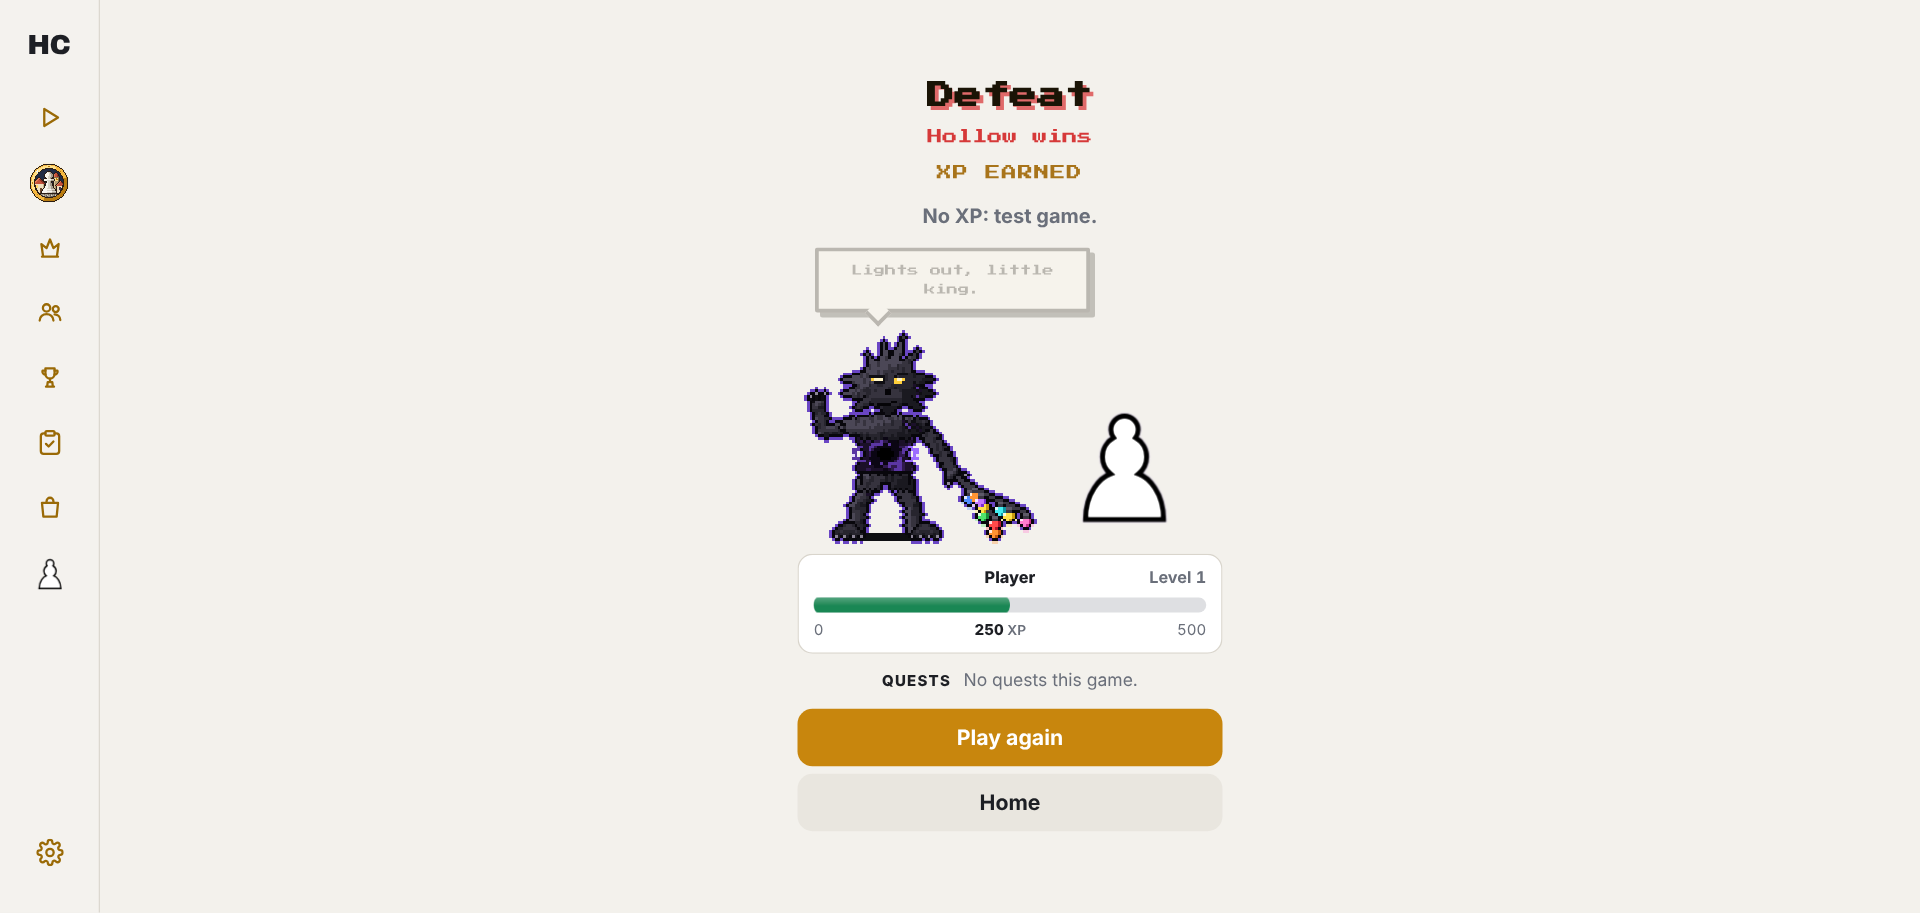 HC
Defeat
Hollow wins
XP EARNED
No XP: test game.
Lights out, little
king.
Player Level 1
0 250 XP 500
QUESTS No quests this game.
Play again
Home